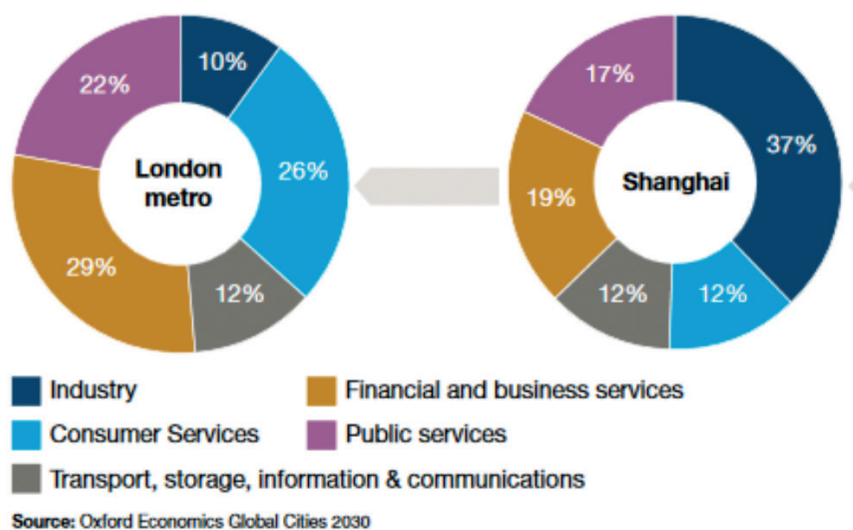 10%
26%
12%
29%
22%
London
metro
37%
12%
12%
19%
17%
Shanghai
Industry
Financial and business services
Consumer Services
Public services
Transport, storage, information & communications
Source: Oxford Economics Global Cities 2030